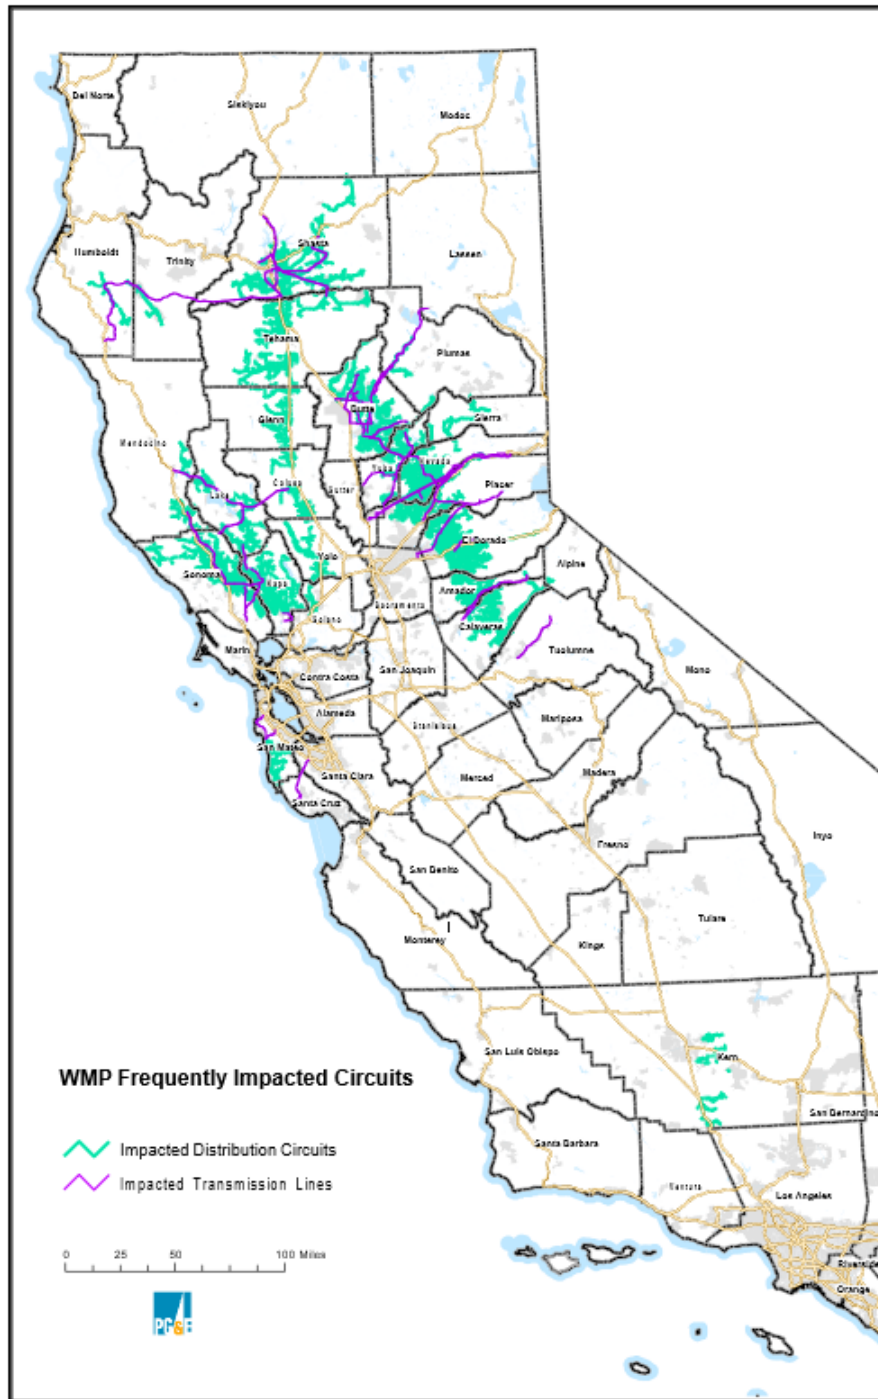 Del Norte
Siskiyou
Modoc
Humboldt
Trinity
Shasta
Lassen
Tehama
Plumas
Butte
Glenn
Sierra
Mendocino
Lake
Colusa
Sutter
Yuba
Nevada
Placer
Sonoma
Napa
Yolo
El Dorado
Alpine
Solano
Sacramento
Amador
Calaveras
Marin
Tuolumne
Contra Costa
San Joaquin
Mono
Alameda
Stanislaus
Mariposa
San Mateo
Santa Clara
Merced
Madera
Santa Cruz
Fresno
Inyo
San Benito
Tulare
Monterey
Kings
San Luis Obispo
Kern
San Bernardino
Santa Barbara
Ventura
Los Angeles
Riverside
Orange
WMP Frequently Impacted Circuits
Impacted Distribution Circuits
Impacted Transmission Lines
0 25 50 100 Miles
PG&E